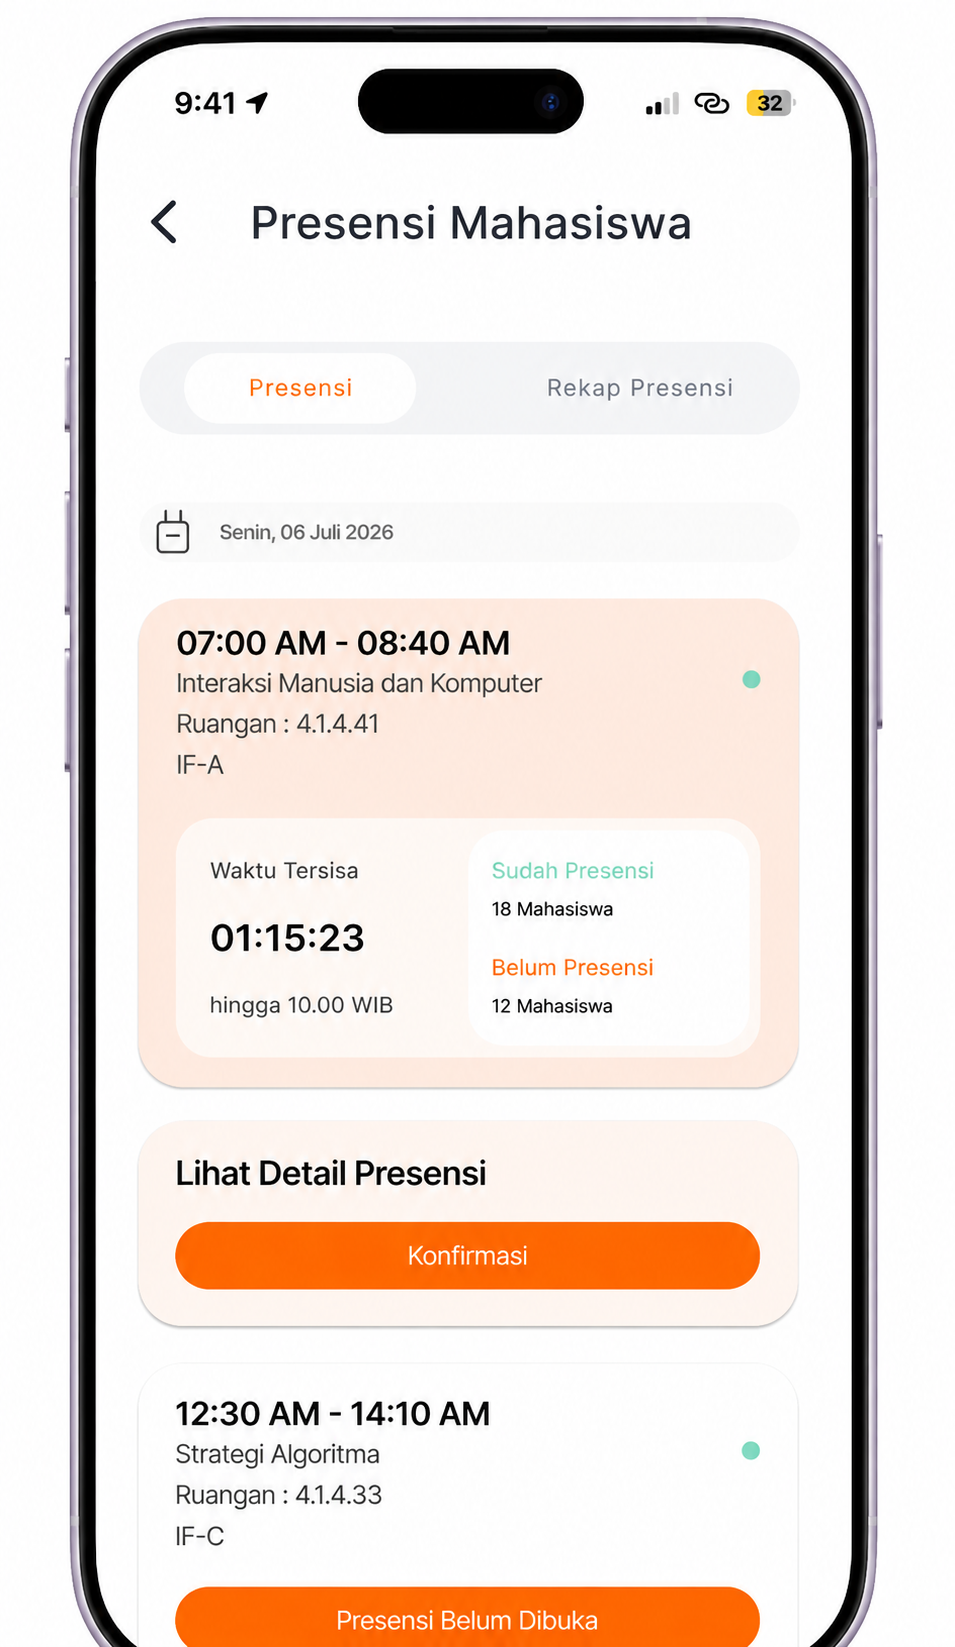 9:41
32
Presensi Mahasiswa
Presensi
Rekap Presensi
Senin, 06 Juli 2026
07:00 AM - 08:40 AM
Interaksi Manusia dan Komputer
Ruangan : 4.1.4.41
IF-A
Waktu Tersisa
01:15:23
hingga 10.00 WIB
Sudah Presensi
18 Mahasiswa
Belum Presensi
12 Mahasiswa
Lihat Detail Presensi
Konfirmasi
12:30 AM - 14:10 AM
Strategi Algoritma
Ruangan : 4.1.4.33
IF-C
Presensi Belum Dibuka